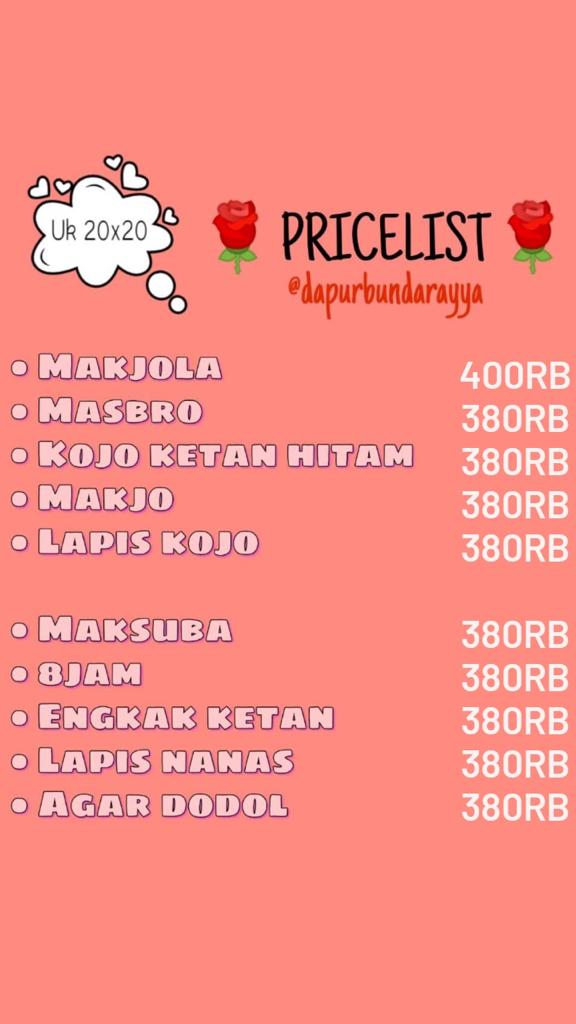 Uk 20x20
PRICELIST
@dapurbundarayya
• MAKJOLA 400RB
• MASBRO 380RB
• KOJO KETAN HITAM 380RB
• MAKJO 380RB
• LAPIS KOJO 380RB
• MAKSUBA 380RB
• 8JAM 380RB
• ENGKAK KETAN 380RB
• LAPIS NANAS 380RB
• AGAR DODOL 380RB